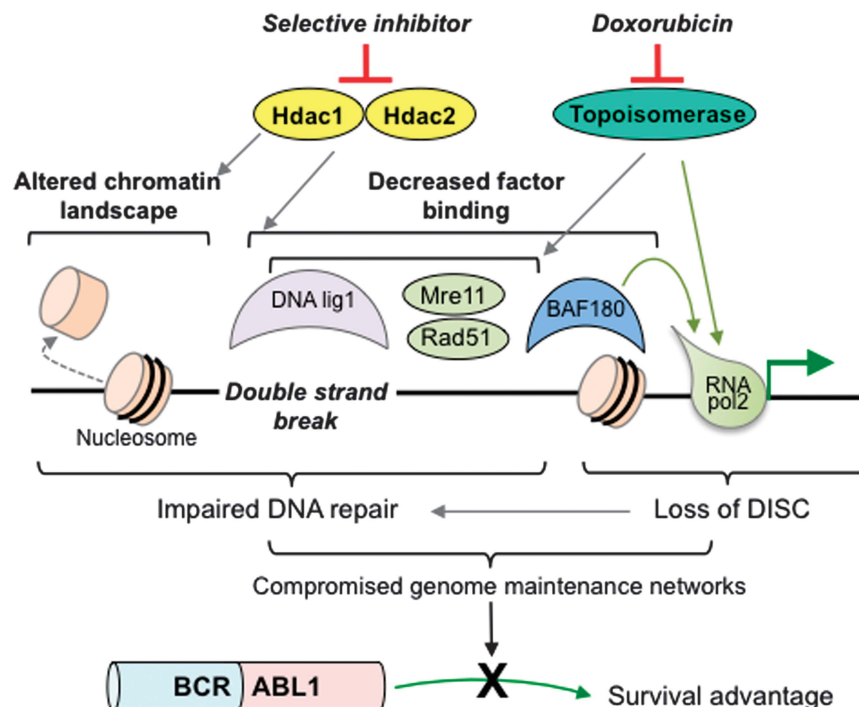 Selective inhibitor
Doxorubicin
Hdac1
Hdac2
Topoisomerase
Altered chromatin
landscape
Decreased factor
binding
DNA lig1
Mre11
Rad51
BAF180
RNA
pol2
Double strand
break
Nucleosome
Impaired DNA repair
Loss of DISC
Compromised genome maintenance networks
X
BCR
ABL1
Survival advantage